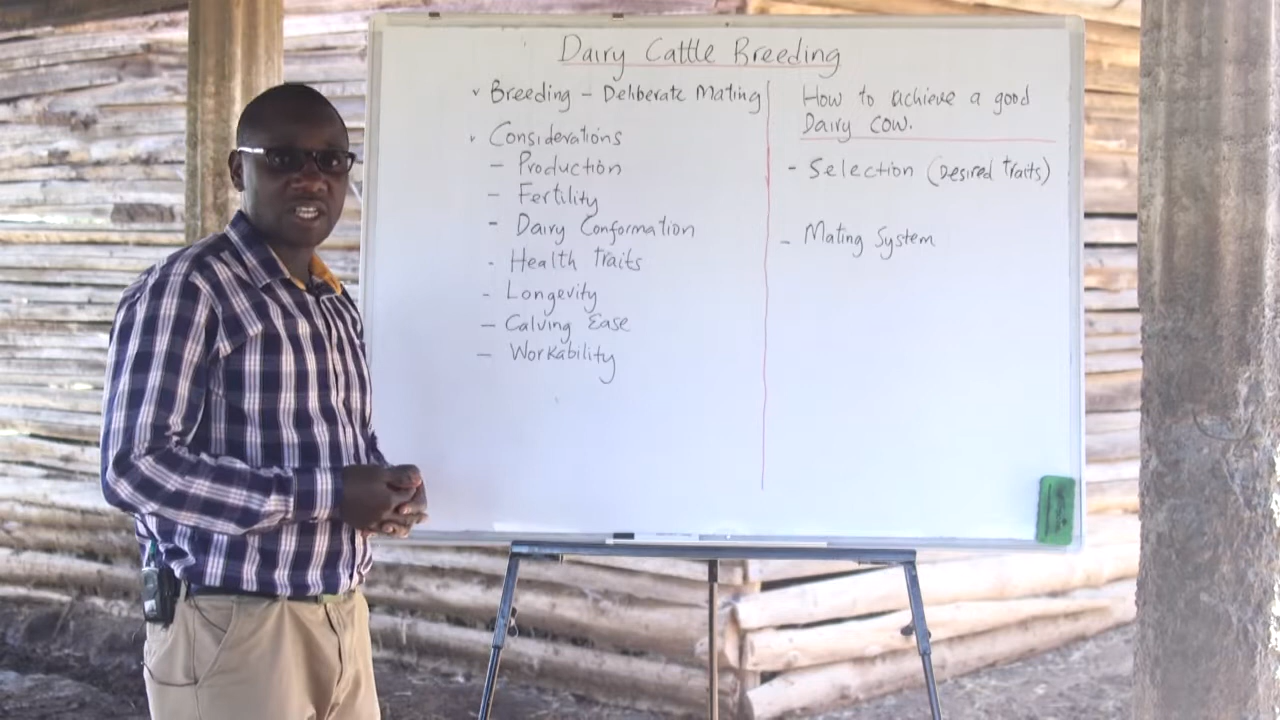 Dairy Cattle Breeding
v Breeding - Deliberate Mating
v Considerations
- Production
- Fertility
- Dairy Conformation
- Health Traits
- Longevity
- Calving Ease
- Workability
How to achieve a good
Dairy cow.
- Selection (Desired traits)
- Mating System